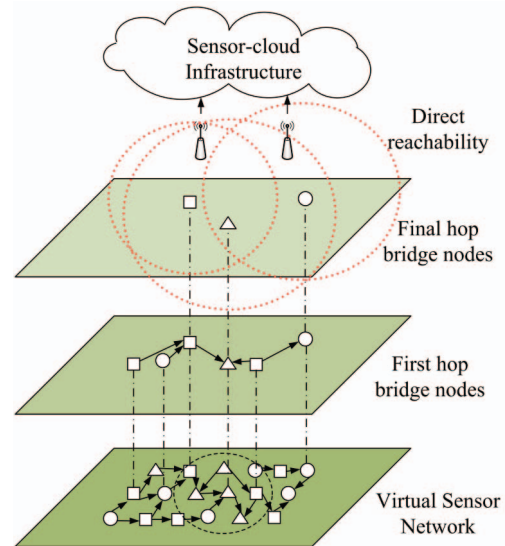 Sensor-cloud
Infrastructure
Direct
reachability
Final hop
bridge nodes
First hop
bridge nodes
Virtual Sensor
Network